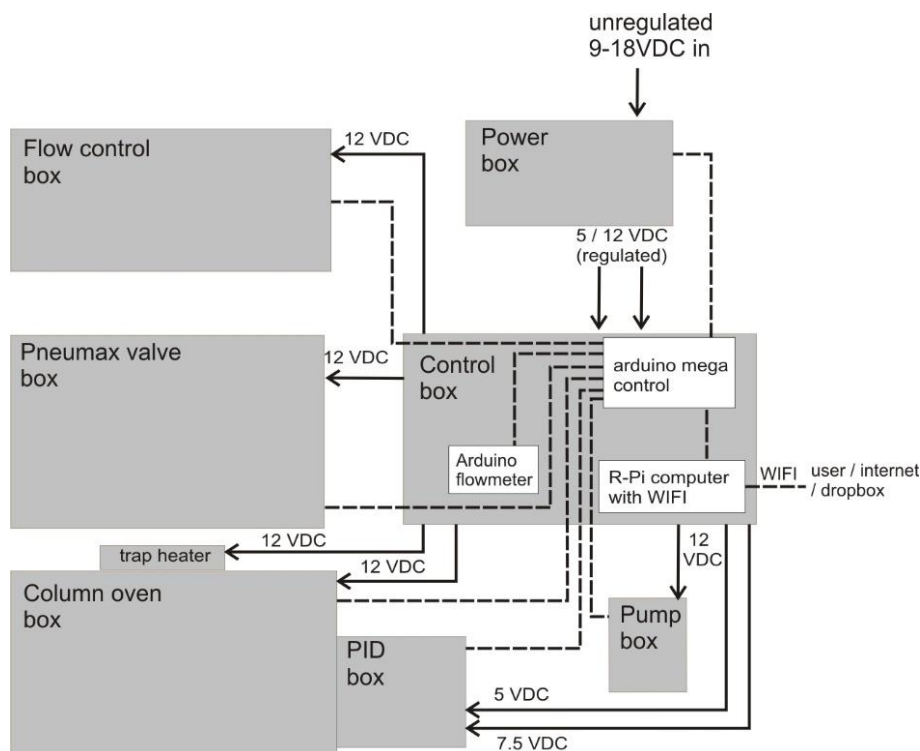 unregulated
9-18VDC in
Flow control
box
12 VDC
Power
box
5 / 12 VDC
(regulated)
Pneumax valve
box
12 VDC
Control
box
arduino mega
control
Arduino
flowmeter
R-Pi computer
with WIFI
WIFI
user / internet
/ dropbox
trap heater
12 VDC
12 VDC
12
VDC
Column oven
box
PID
box
Pump
box
5 VDC
7.5 VDC